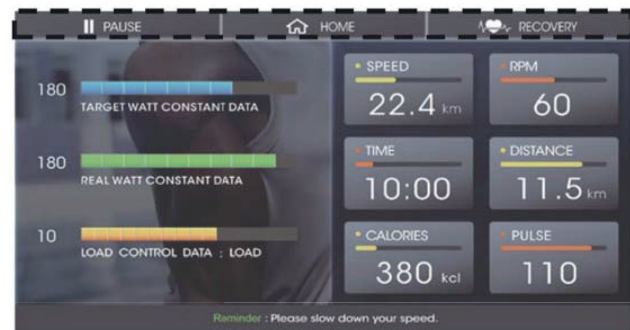 PAUSE
HOME
RECOVERY
180
TARGET WATT CONSTANT DATA
180
REAL WATT CONSTANT DATA
10
LOAD CONTROL DATA ; LOAD
SPEED
22.4 km
RPM
60
TIME
10:00
DISTANCE
11.5 km
CALORIES
380 kcl
PULSE
110
Reminder : Please slow down your speed.